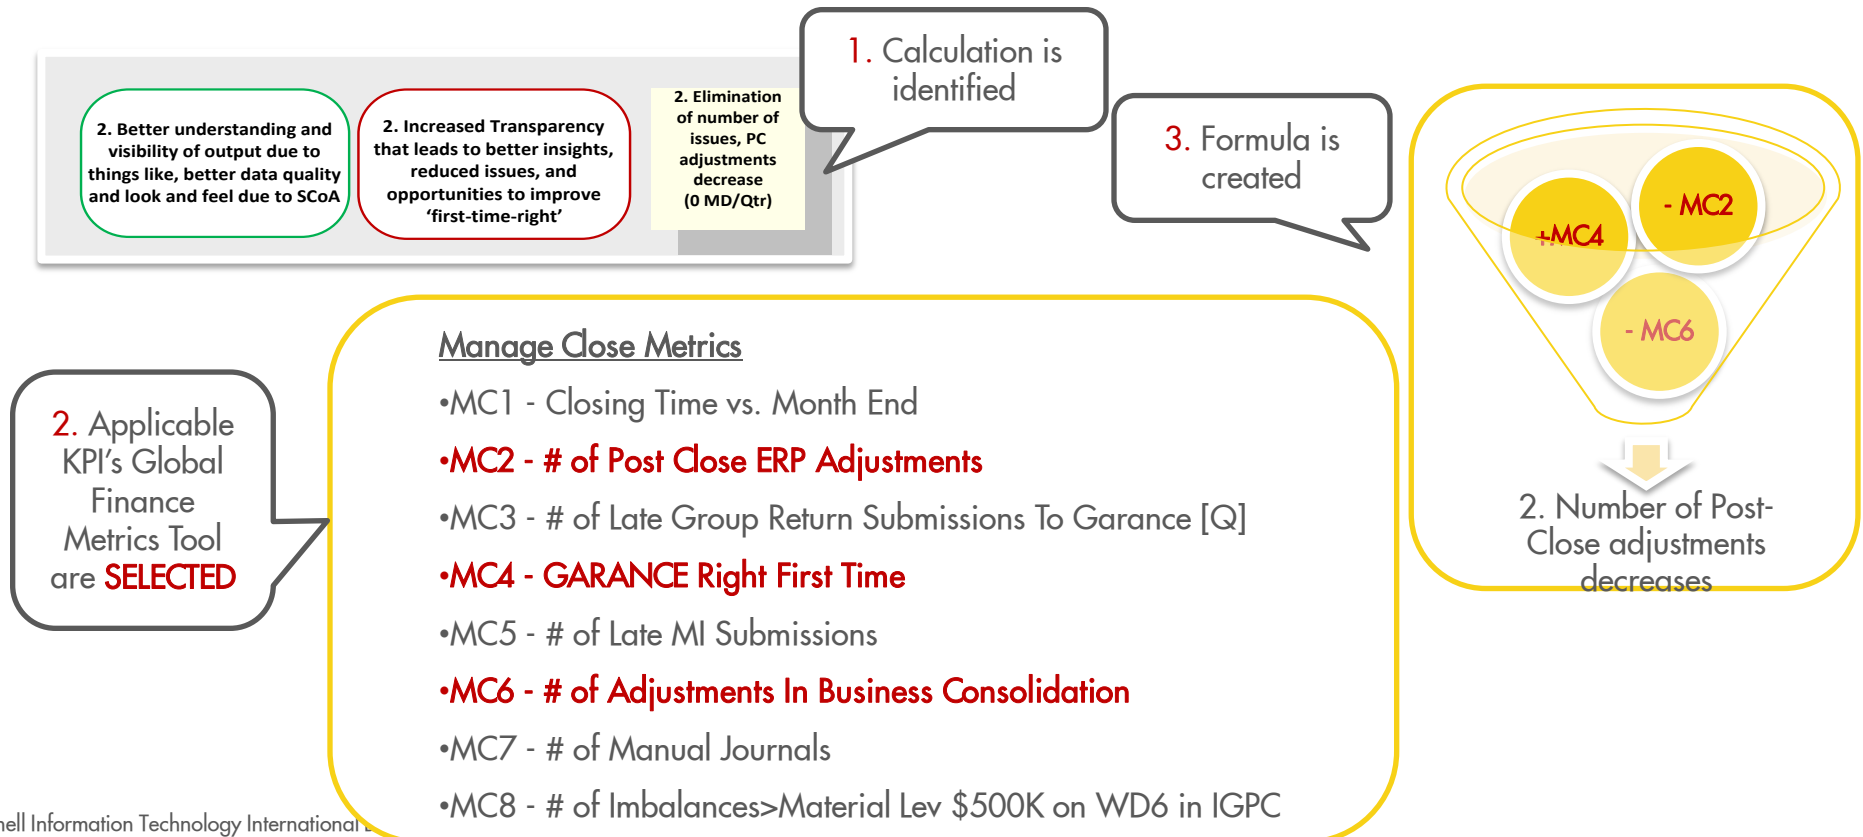 1. Calculation is
identified
2. Better understanding and
visibility of output due to
things like, better data quality
and look and feel due to SCoA
2. Increased Transparency
that leads to better insights,
reduced issues, and
opportunities to improve
‘first-time-right’
2. Elimination
of number of
issues, PC
adjustments
decrease
(0 MD/Qtr)
3. Formula is
created
- MC2
+MC4
- MC6
2. Number of Post-
Close adjustments
decreases
2. Applicable
KPI’s Global
Finance
Metrics Tool
are SELECTED
Manage Close Metrics
•MC1 - Closing Time vs. Month End
•MC2 - # of Post Close ERP Adjustments
•MC3 - # of Late Group Return Submissions To Garance [Q]
•MC4 - GARANCE Right First Time
•MC5 - # of Late MI Submissions
•MC6 - # of Adjustments In Business Consolidation
•MC7 - # of Manual Journals
•MC8 - # of Imbalances>Material Lev $500K on WD6 in IGPC
Information Technology International